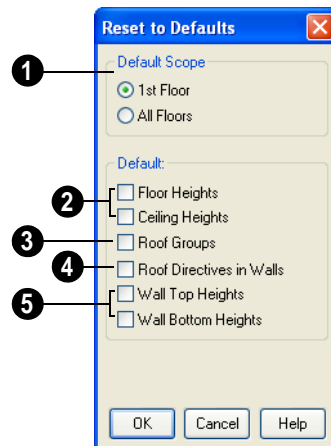 Reset to Defaults
1
Default Scope
1st Floor
All Floors
Default:
2
Floor Heights
Ceiling Heights
3
Roof Groups
4
Roof Directives in Walls
5
Wall Top Heights
Wall Bottom Heights
OK
Cancel
Help